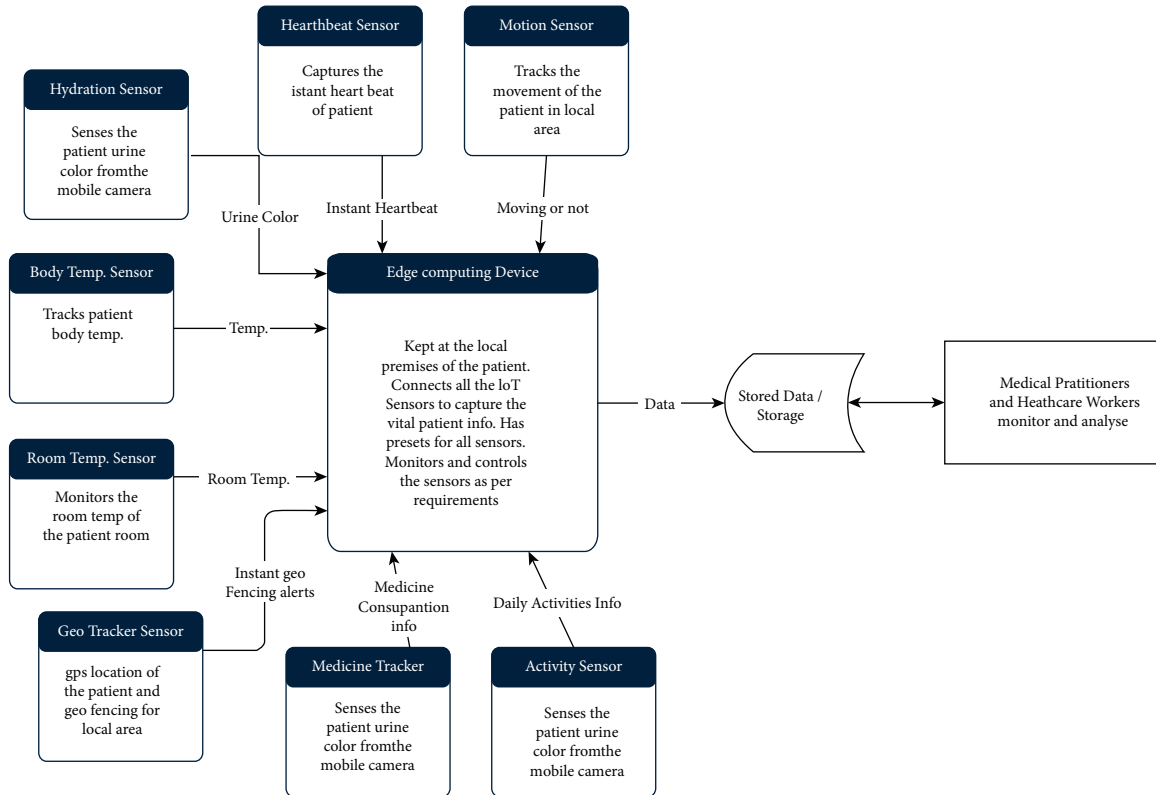 Hearthbeat Sensor
Captures the
istant heart beat
of patient
Motion Sensor
Tracks the
movement of the
patient in local
area
Hydration Sensor
Senses the
patient urine
color fromthe
mobile camera
Urine Color
Instant Heartbeat
Moving or not
Body Temp. Sensor
Tracks patient
body temp.
Temp.
Edge computing Device
Kept at the local
premises of the patient.
Connects all the loT
Sensors to capture the
vital patient info. Has
presets for all sensors.
Monitors and controls
the sensors as per
requirements
Data
Stored Data /
Storage
Medical Pratitioners
and Heathcare Workers
monitor and analyse
Room Temp. Sensor
Monitors the
room temp of
the patient room
Room Temp.
Instant geo
Fencing alerts
Geo Tracker Sensor
gps location of
the patient and
geo fencing for
local area
Medicine
Consupantion
info
Medicine Tracker
Senses the
patient urine
color fromthe
mobile camera
Daily Activities Info
Activity Sensor
Senses the
patient urine
color fromthe
mobile camera